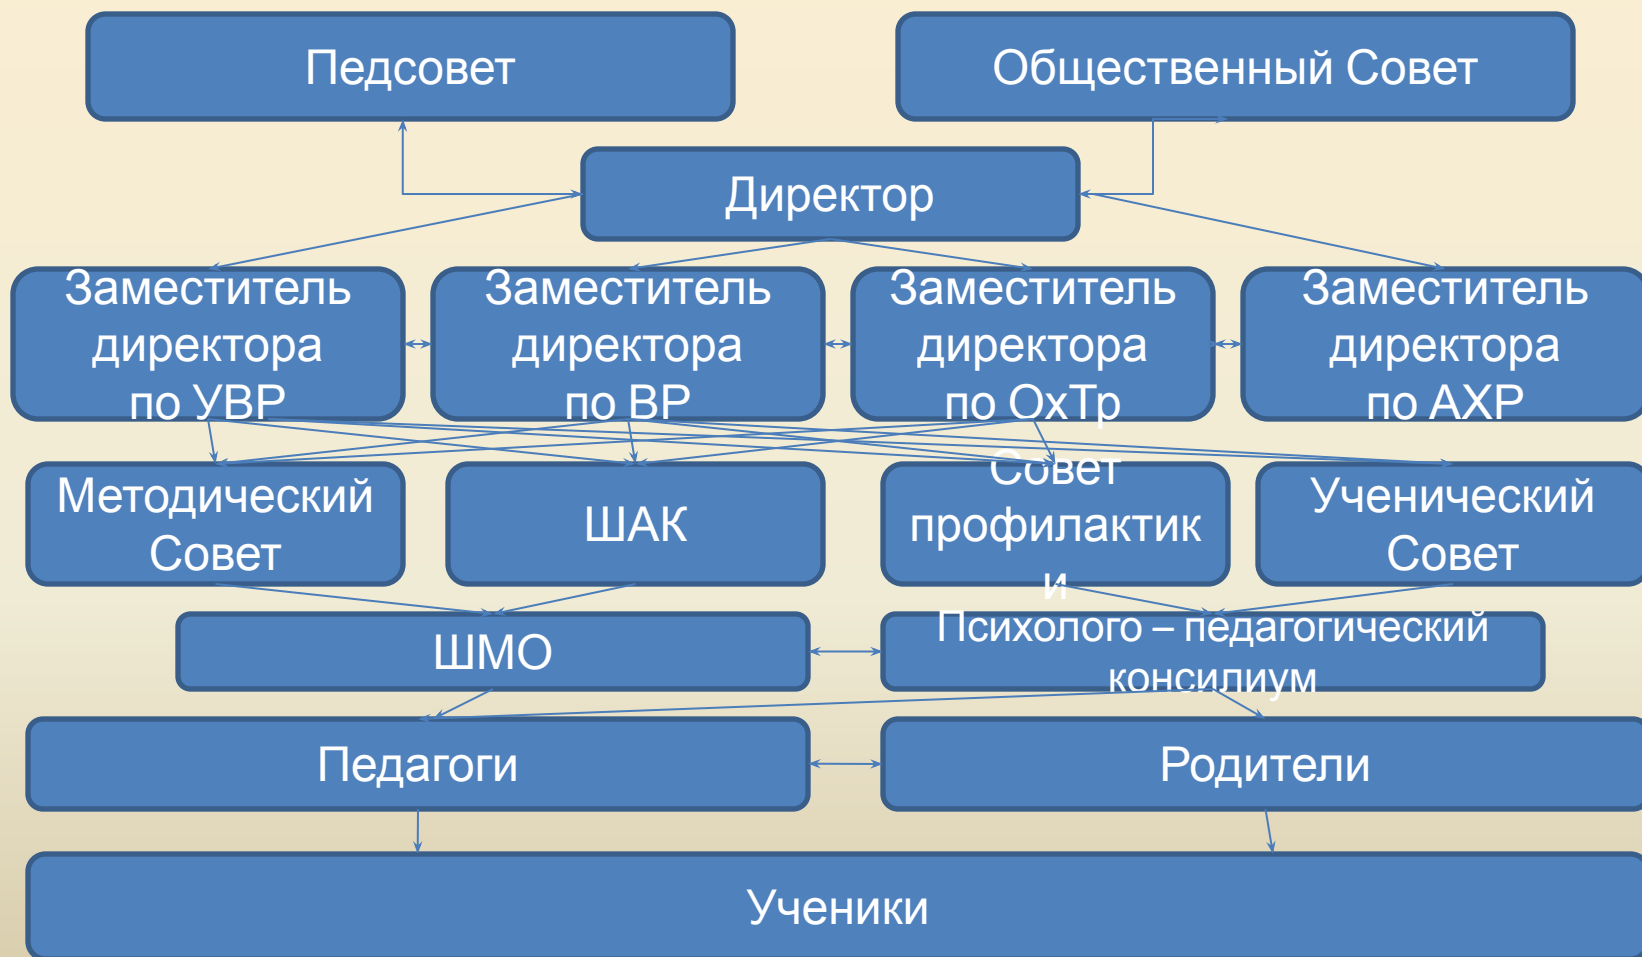 Педсовет
Общественный Совет
Директор
Заместитель
директора
по УВР
Заместитель
директора
по ВР
Заместитель
директора
по ОхТр
Заместитель
директора
по АХР
Методический
Совет
ШАК
Совет
профилактик
и
Ученический
Совет
ШМО
Психолого – педагогический
консилиум
Педагоги
Родители
Ученики